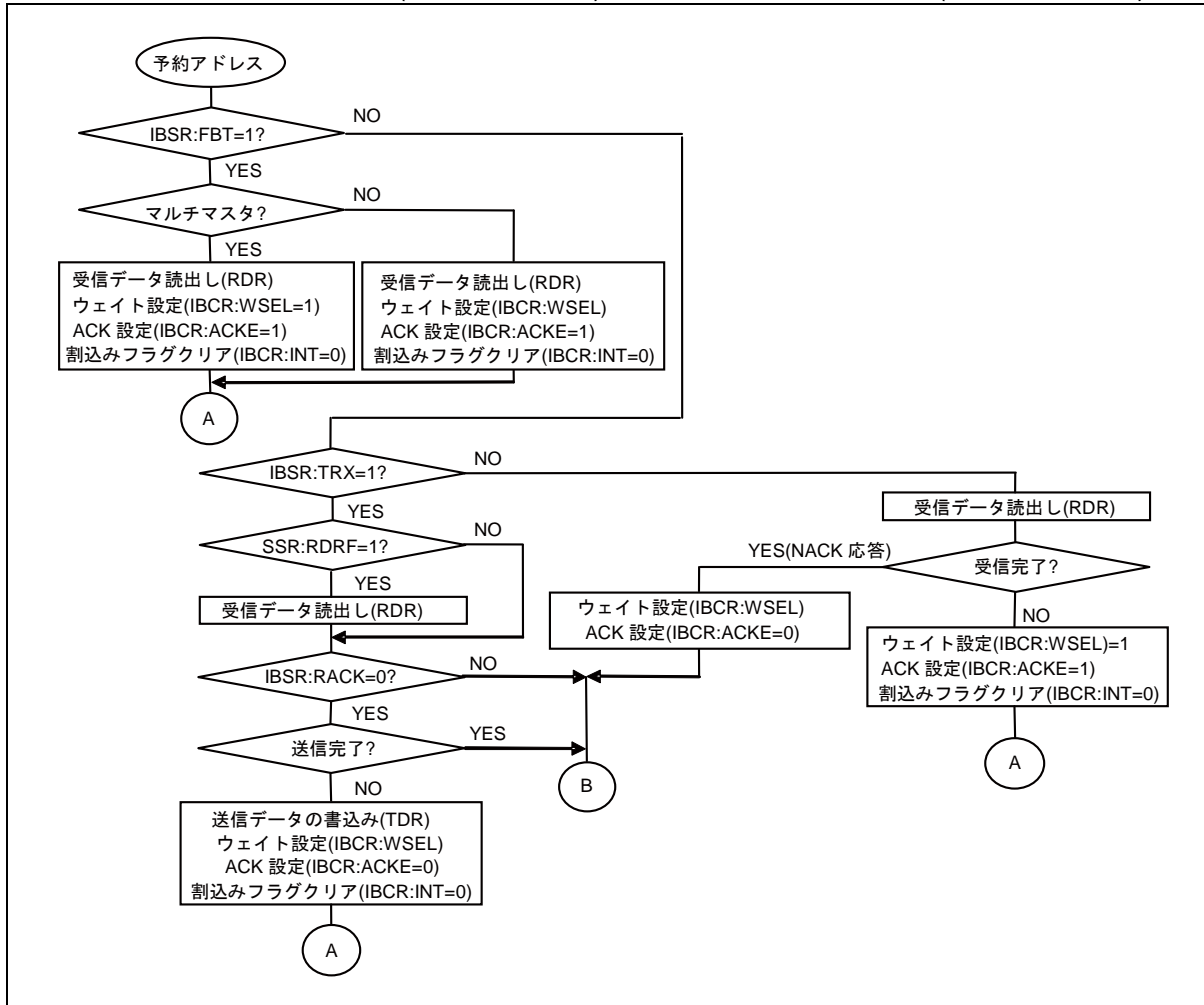 予約アドレス
IBSR:FBT=1?
NO
YES
マルチマスタ?
NO
YES
受信データ読出し(RDR)
ウェイト設定(IBCR:WSEL=1)
ACK 設定(IBCR:ACKE=1)
割込みフラグクリア(IBCR:INT=0)
受信データ読出し(RDR)
ウェイト設定(IBCR:WSEL)
ACK 設定(IBCR:ACKE=1)
割込みフラグクリア(IBCR:INT=0)
A
IBSR:TRX=1?
NO
YES
受信データ読出し(RDR)
SSR:RDRF=1?
NO
YES
YES(NACK 応答)
受信完了?
NO
受信データ読出し(RDR)
ウェイト設定(IBCR:WSEL)
ACK 設定(IBCR:ACKE=0)
ウェイト設定(IBCR:WSEL)=1
ACK 設定(IBCR:ACKE=1)
割込みフラグクリア(IBCR:INT=0)
IBSR:RACK=0?
NO
YES
送信完了?
YES
NO
B
A
送信データの書込み(TDR)
ウェイト設定(IBCR:WSEL)
ACK 設定(IBCR:ACKE=0)
割込みフラグクリア(IBCR:INT=0)
A